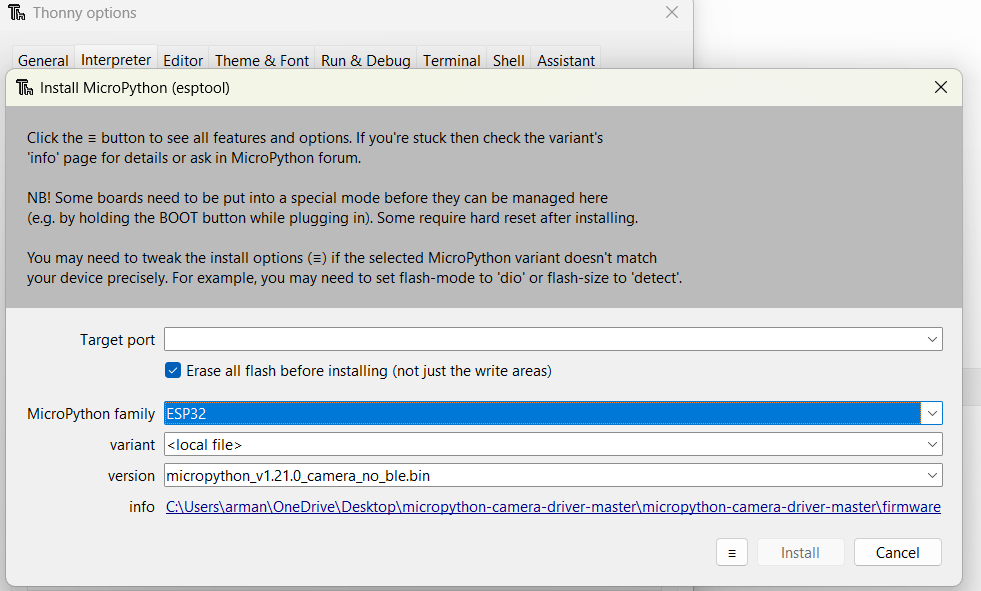 Thonny options
General Interpreter Editor Theme & Font Run & Debug Terminal Shell Assistant
Install MicroPython (esptool)
Click the ≡ button to see all features and options. If you're stuck then check the variant's
'info' page for details or ask in MicroPython forum.
NB! Some boards need to be put into a special mode before they can be managed here
(e.g. by holding the BOOT button while plugging in). Some require hard reset after installing.
You may need to tweak the install options (≡) if the selected MicroPython variant doesn't match
your device precisely. For example, you may need to set flash-mode to 'dio' or flash-size to 'detect'.
Target port
Erase all flash before installing (not just the write areas)
MicroPython family ESP32
variant <local file>
version micropython_v1.21.0_camera_no_ble.bin
info C:\Users\arman\OneDrive\Desktop\micropython-camera-driver-master\micropython-camera-driver-master\firmware
≡ Install Cancel